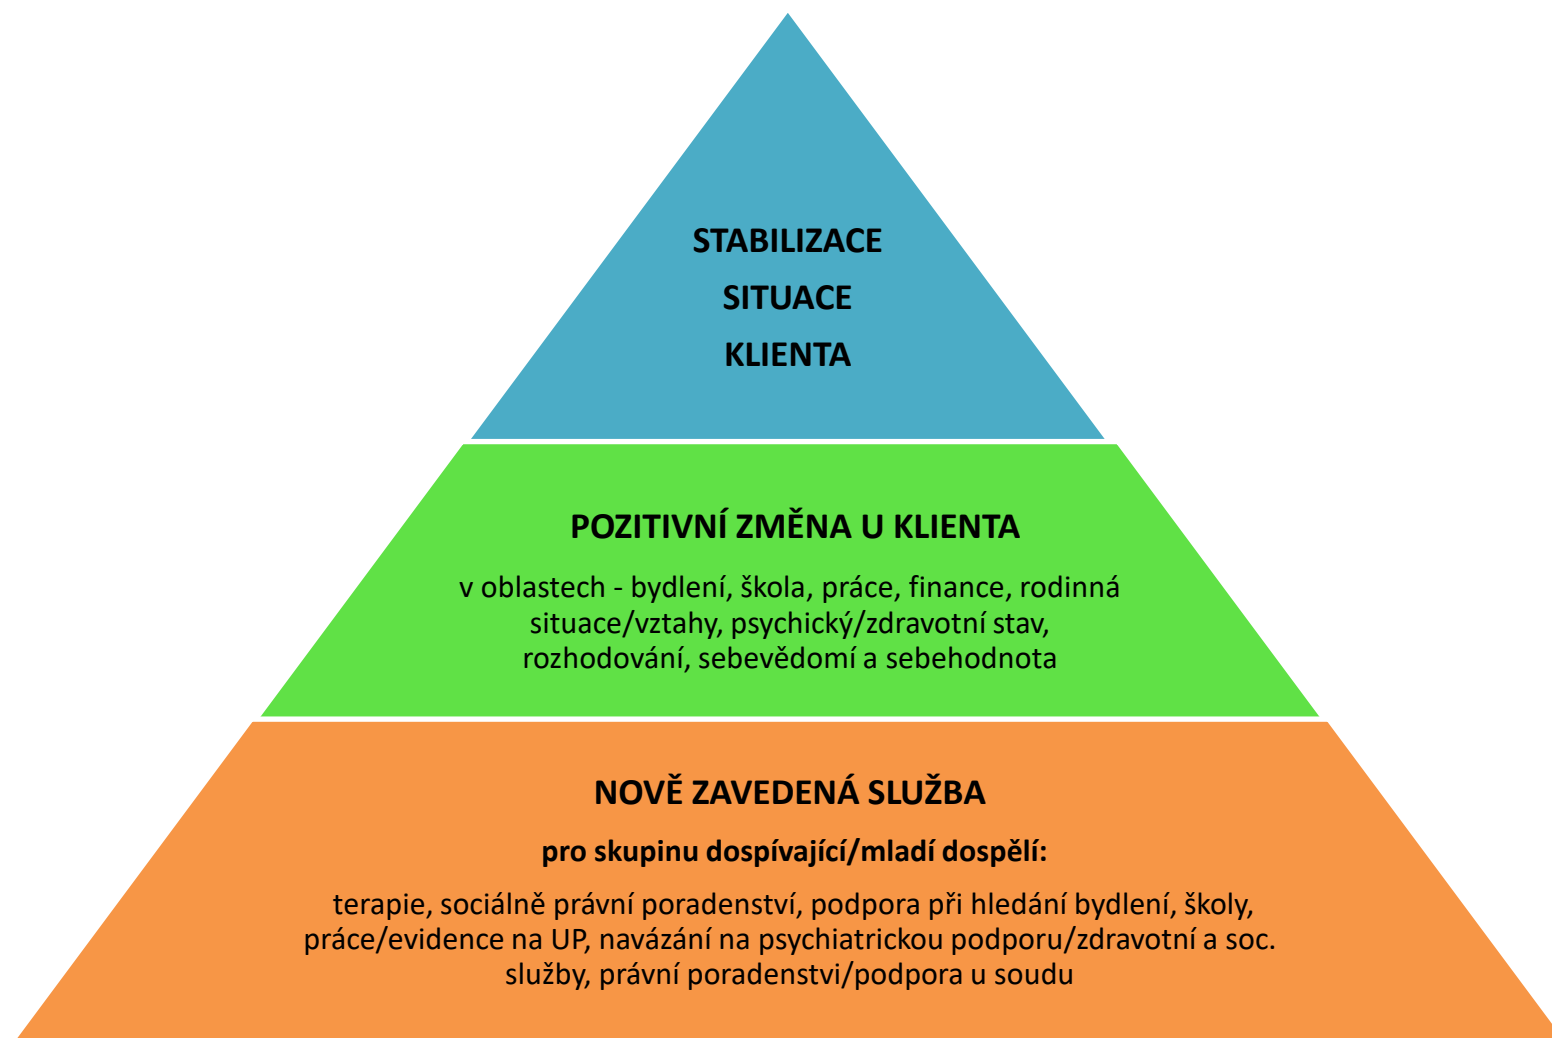 STABILIZACE
SITUACE
KLIENTA
POZITIVNÍ ZMĚNA U KLIENTA
v oblastech - bydlení, škola, práce, finance, rodinná
situace/vztahy, psychický/zdravotní stav,
rozhodování, sebevědomí a sebehodnota
NOVĚ ZAVEDENÁ SLUŽBA
pro skupinu dospívající/mladí dospělí:
terapie, sociálně právní poradenství, podpora při hledání bydlení, školy,
práce/evidence na UP, navázání na psychiatrickou podporu/zdravotní a soc.
služby, právní poradenstvi/podpora u soudu